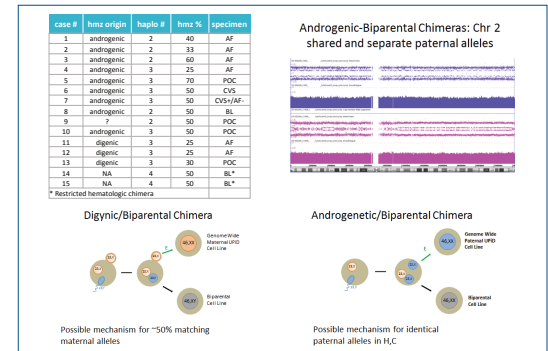 case # hmz origin haplo # hmz % specimen
1 androgenic 2 40 AF
2 androgenic 2 33 AF
3 androgenic 2 60 AF
4 androgenic 3 25 AF
5 androgenic 3 70 POC
6 androgenic 3 50 CVS
7 androgenic 3 50 CVS+/AF-
8 androgenic 2 50 BL
9 ? 2 50 POC
10 androgenic 3 50 POC
11 digenic 3 25 AF
12 digenic 3 25 AF
13 digenic 3 30 POC
14 NA 4 50 BL*
15 NA 4 50 BL*
* Restricted hematologic chimera
Androgenic-Biparental Chimeras: Chr 2
shared and separate paternal alleles
Digynic/Biparental Chimera
46,XX
Genome Wide
Maternal UPiD
Cell Line
E
46,XY
Biparental
Cell Line
Possible mechanism for ~50% matching
maternal alleles
Androgenetic/Biparental Chimera
46,XX
Genome Wide
Paternal UPiD
Cell Line
E
46,XX
Biparental
Cell Line
Possible mechanism for identical
paternal alleles in H,C